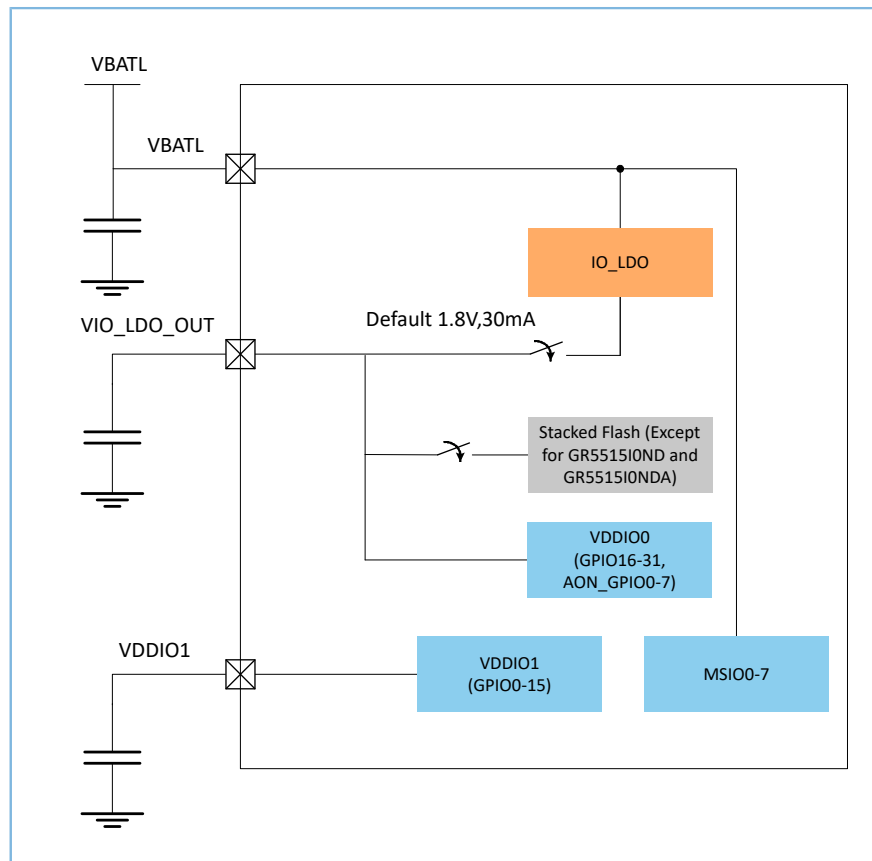 VBATL
VBATL
IO_LDO
VIO_LDO_OUT
Default 1.8V,30mA
Stacked Flash (Except
for GR5515I0ND and
GR5515I0NDA)
VDDIO0
(GPIO16-31,
AON_GPIO0-7)
VDDIO1
VDDIO1
(GPIO0-15)
MSIO0-7